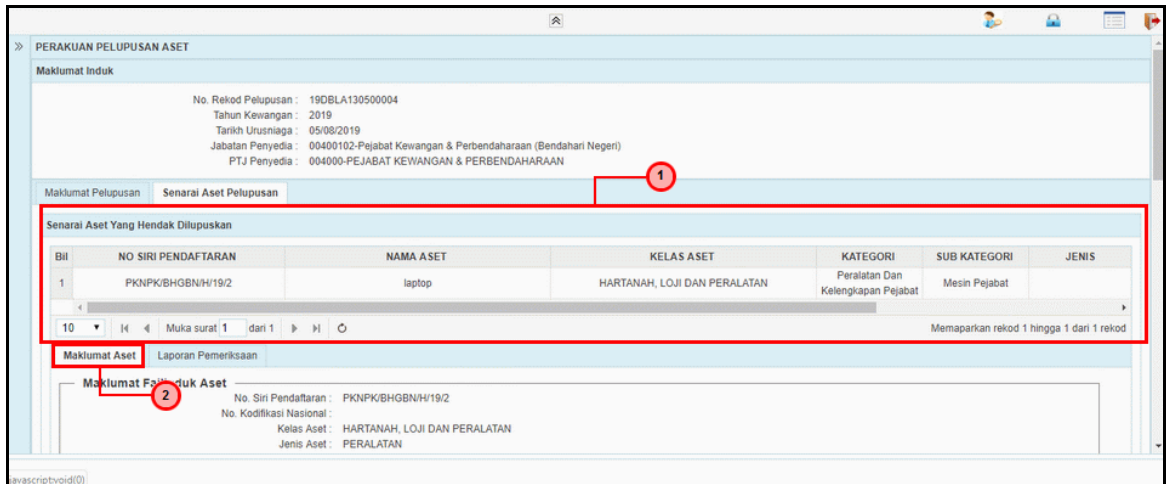 PERAKUAN PELUPUSAN ASET
Maklumat Induk
No. Rekod Pelupusan : 19DBLA130500004
Tahun Kewangan : 2019
Tarikh Urusniaga : 05/08/2019
Jabatan Penyedia : 00400102-Pejabat Kewangan & Perbendaharaan (Bendahari Negeri)
PTJ Penyedia : 004000-PEJABAT KEWANGAN & PERBENDAHARAAN
1
Maklumat Pelupusan Senarai Aset Pelupusan
Senarai Aset Yang Hendak Dilupuskan
Bil NO SIRI PENDAFTARAN NAMA ASET KELAS ASET KATEGORI SUB KATEGORI JENIS
1 PKNPK/BHGBN/H/19/2 laptop HARTANAH, LOJI DAN PERALATAN Peralatan Dan Kelengkapan Pejabat Mesin Pejabat
10 Muka surat 1 dari 1 Memaparkan rekod 1 hingga 1 dari 1 rekod
Maklumat Aset Laporan Pemeriksaan
Maklumat Fail duk Aset
2
No. Siri Pendaftaran : PKNPK/BHGBN/H/19/2
No. Kodifikasi Nasional :
Kelas Aset : HARTANAH, LOJI DAN PERALATAN
Jenis Aset : PERALATAN
avascript:void(0)